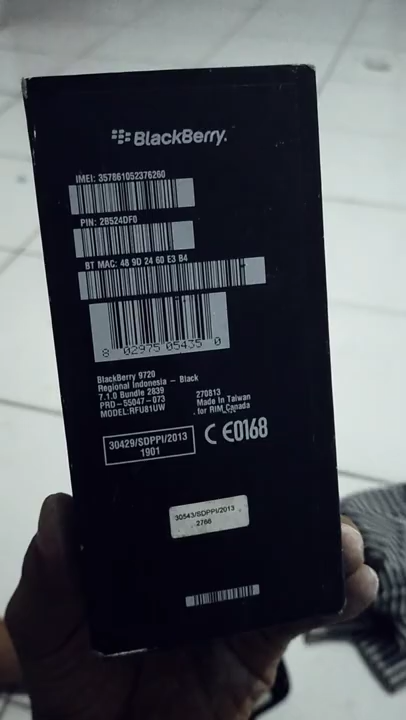 BlackBerry.
IMEI: 357861052376260
PIN: 2B524DF0
BT MAC: 48 9D 24 60 E3 B4
8 02975 05435 0
BlackBerry 9720
Regional Indonesia – Black
7.1.0 Bundle 2839
PRD-55047-073
MODEL:RFU81UW
270813
Made In Taiwan
for RIM Canada
30429/SDPPI/2013
1901
CE0168
30543/SDPPI/2013
2766